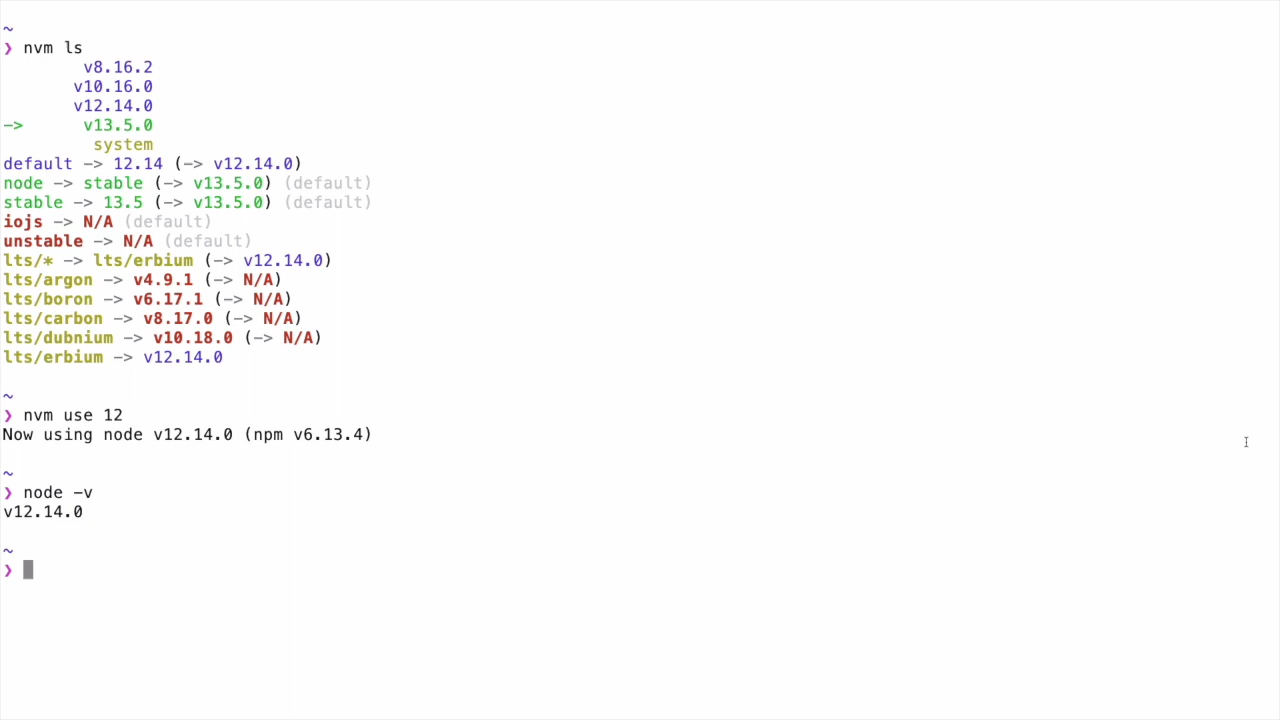 ~
❯ nvm ls
v8.16.2
v10.16.0
v12.14.0
-> v13.5.0
system
default -> 12.14 (-> v12.14.0)
node -> stable (-> v13.5.0) (default)
stable -> 13.5 (-> v13.5.0) (default)
iojs -> N/A (default)
unstable -> N/A (default)
lts/* -> lts/erbium (-> v12.14.0)
lts/argon -> v4.9.1 (-> N/A)
lts/boron -> v6.17.1 (-> N/A)
lts/carbon -> v8.17.0 (-> N/A)
lts/dubnium -> v10.18.0 (-> N/A)
lts/erbium -> v12.14.0
~
❯ nvm use 12
Now using node v12.14.0 (npm v6.13.4)
~
❯ node -v
v12.14.0
~
❯